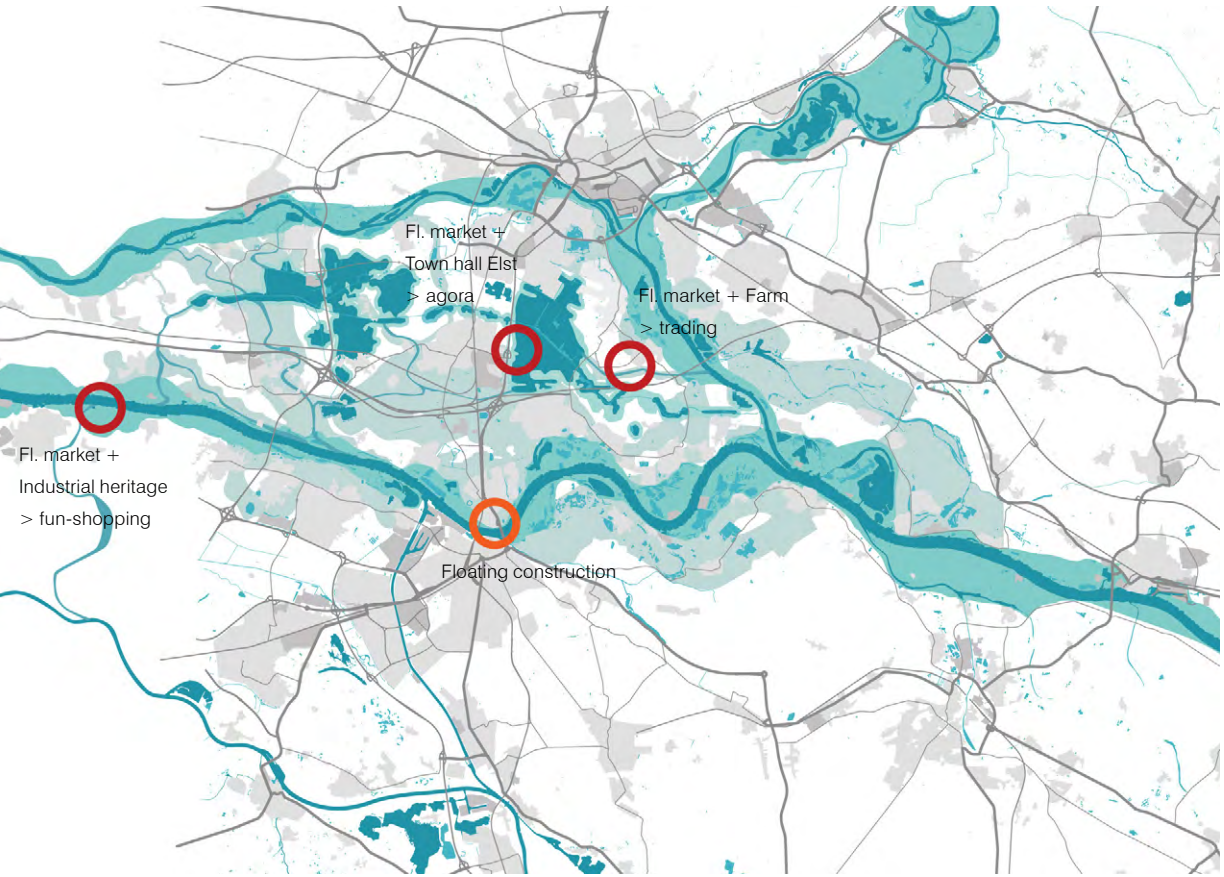 Fl. market +
Town hall Elst
> agora
Fl. market + Farm
> trading
Fl. market +
Industrial heritage
> fun-shopping
Floating construction